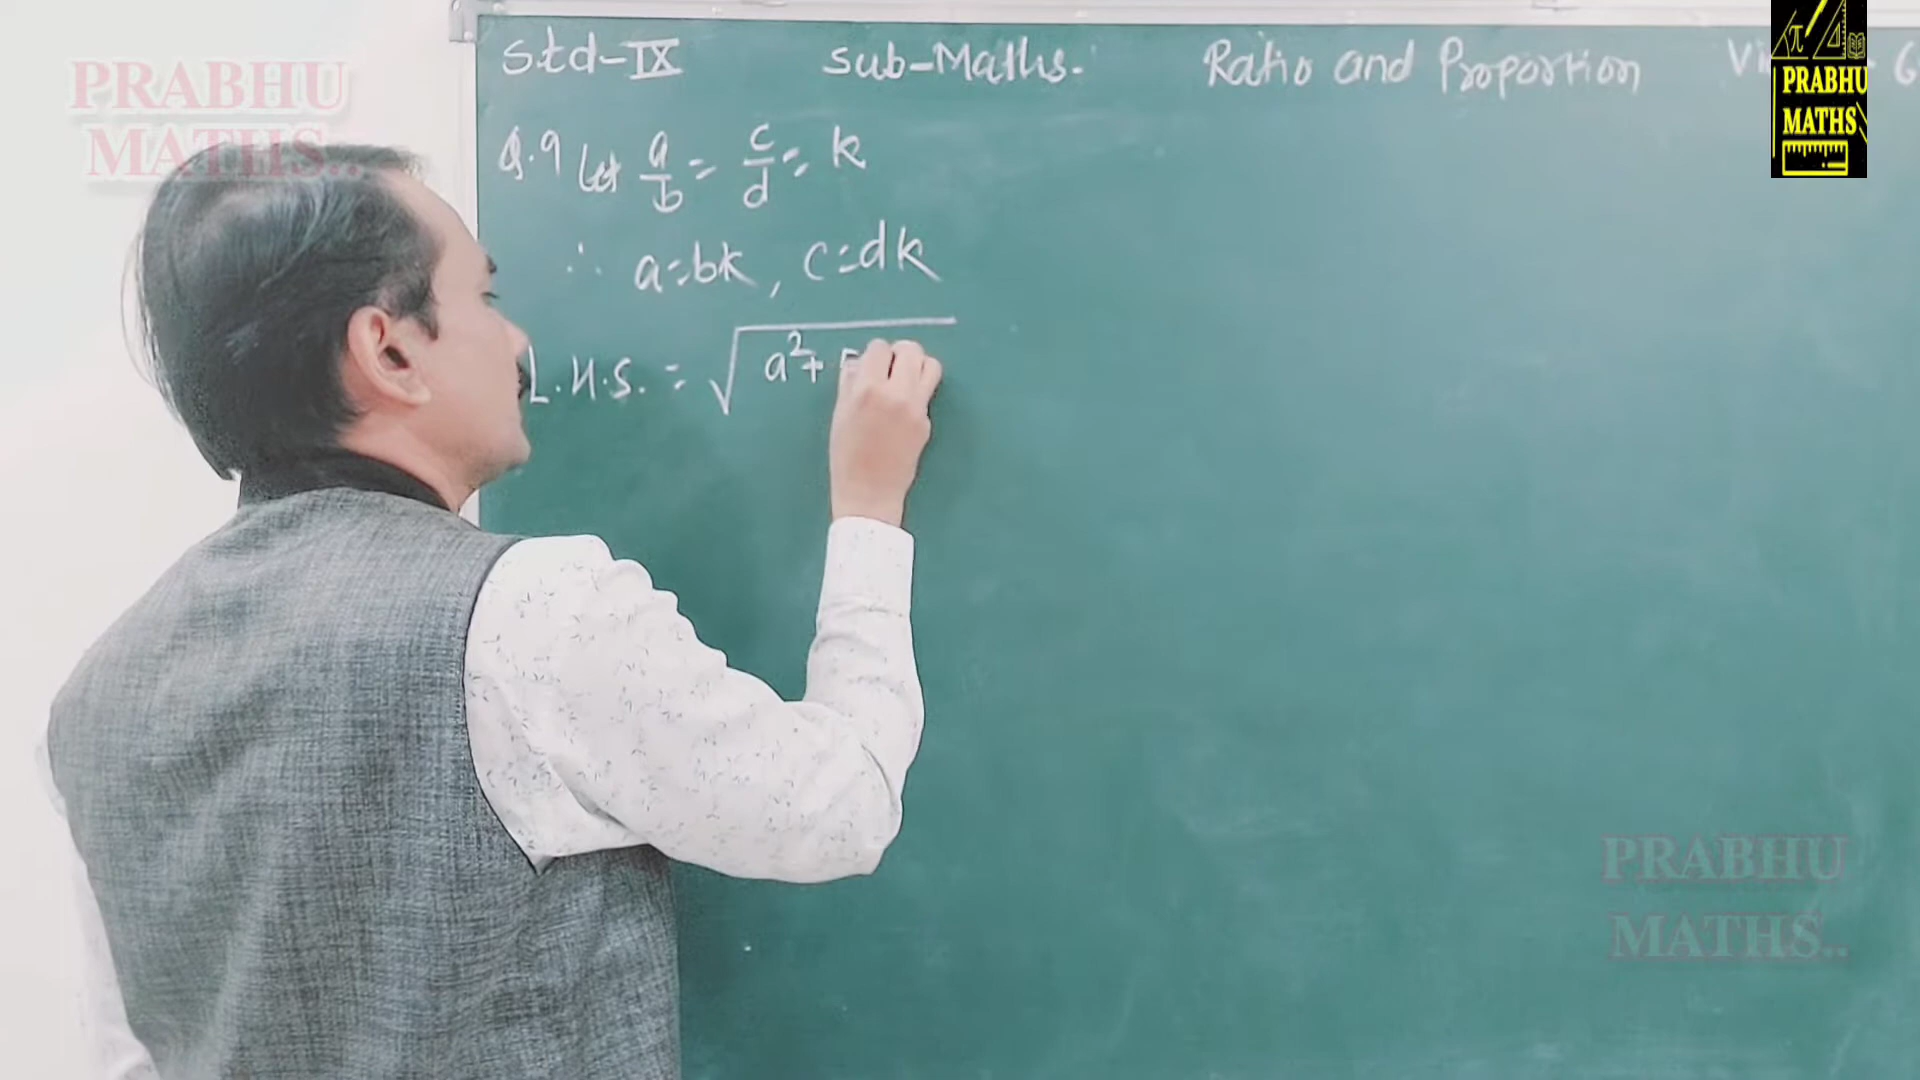 PRABHU
MATHS..
Std-IX Sub-Maths. Ratio and Proportion
PRABHU
MATHS
Q.9 let a/b = c/d = k
∴ a=bk, c=dk
L.H.S. = √a²+
PRABHU
MATHS..